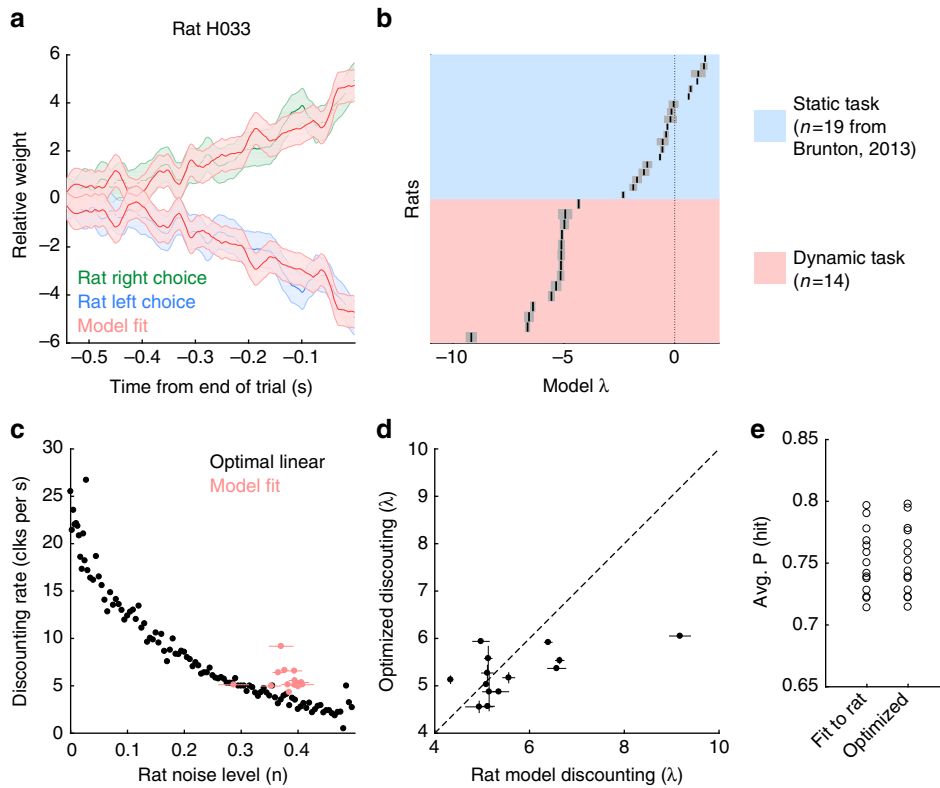 a
Rat H033
6
4
2
0
−2
−4
−6
Relative weight
Rat right choice
Rat left choice
Model fit
−0.5
−0.4
−0.3
−0.2
−0.1
Time from end of trial (s)
b
Rats
−10
−5
0
Model λ
Static task
(n=19 from
Brunton, 2013)
Dynamic task
(n=14)
c
30
25
20
15
10
5
0
Discounting rate (clks per s)
Optimal linear
Model fit
0
0.1
0.2
0.3
0.4
Rat noise level (n)
d
10
9
8
7
6
5
4
Optimized discouting (λ)
4
6
8
10
Rat model discounting (λ)
e
0.85
0.8
0.75
0.7
0.65
Avg. P (hit)
Fit to rat
Optimized